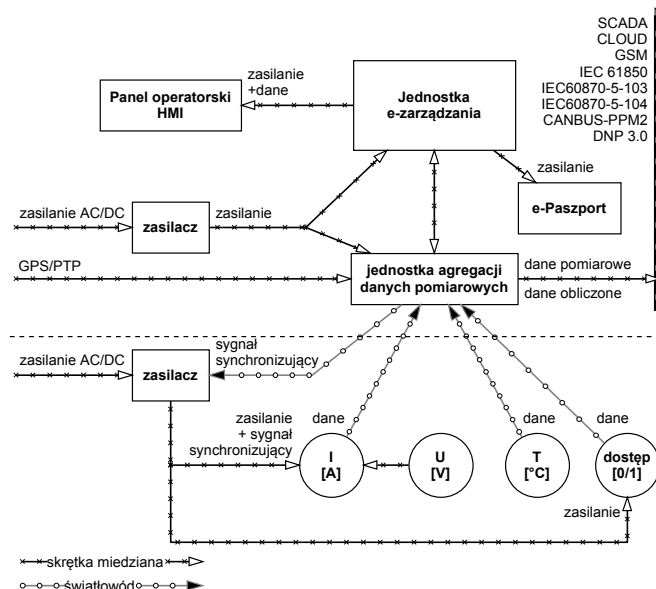 SCADA
CLOUD
GSM
IEC 61850
IEC60870-5-103
IEC60870-5-104
CANBUS-PPM2
DNP 3.0
Panel operatorski
HMI
zasilanie
+dane
Jednostka
e-zarządzania
zasilanie
e-Paszport
zasilanie AC/DC
zasilacz
zasilanie
GPS/PTP
jednostka agregacji
danych pomiarowych
dane pomiarowe
dane obliczone
zasilanie AC/DC
zasilacz
sygnał
synchronizujący
zasilanie
+ sygnał
synchronizujący
dane
dane
dane
I
[A]
U
[V]
T
[°C]
dostęp
[0/1]
zasilanie
skrętka miedziana
światłowód